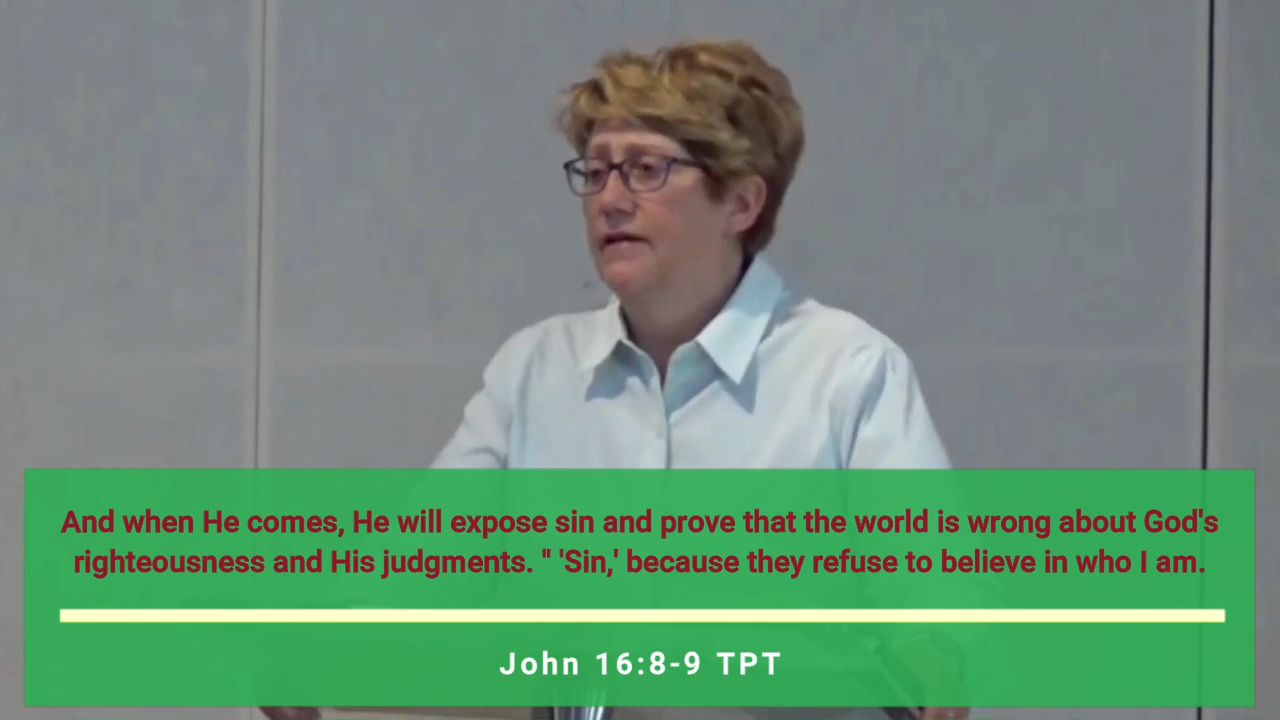 And when He comes, He will expose sin and prove that the world is wrong about God's
righteousness and His judgments. " 'Sin,' because they refuse to believe in who I am.
John 16:8-9 TPT